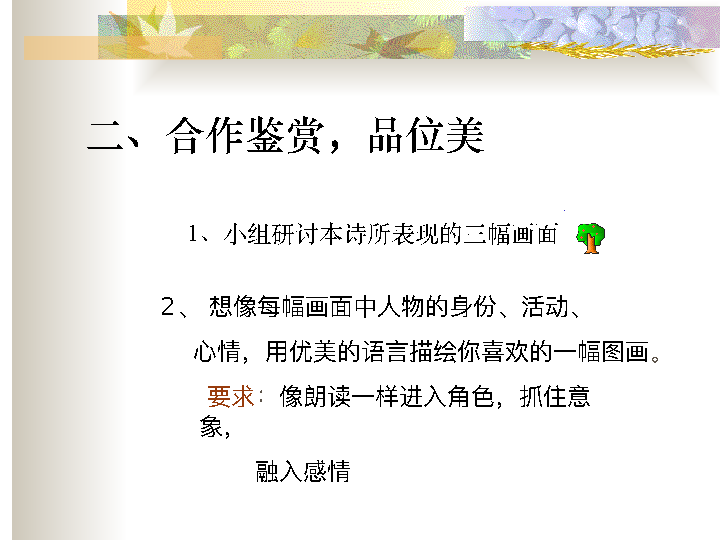 二、合作鉴赏，品位美
1、小组研讨本诗所表现的三幅画面
２、 想像每幅画面中人物的身份、活动、
心情，用优美的语言描绘你喜欢的一幅图画。
要求：像朗读一样进入角色，抓住意
象，
融入感情